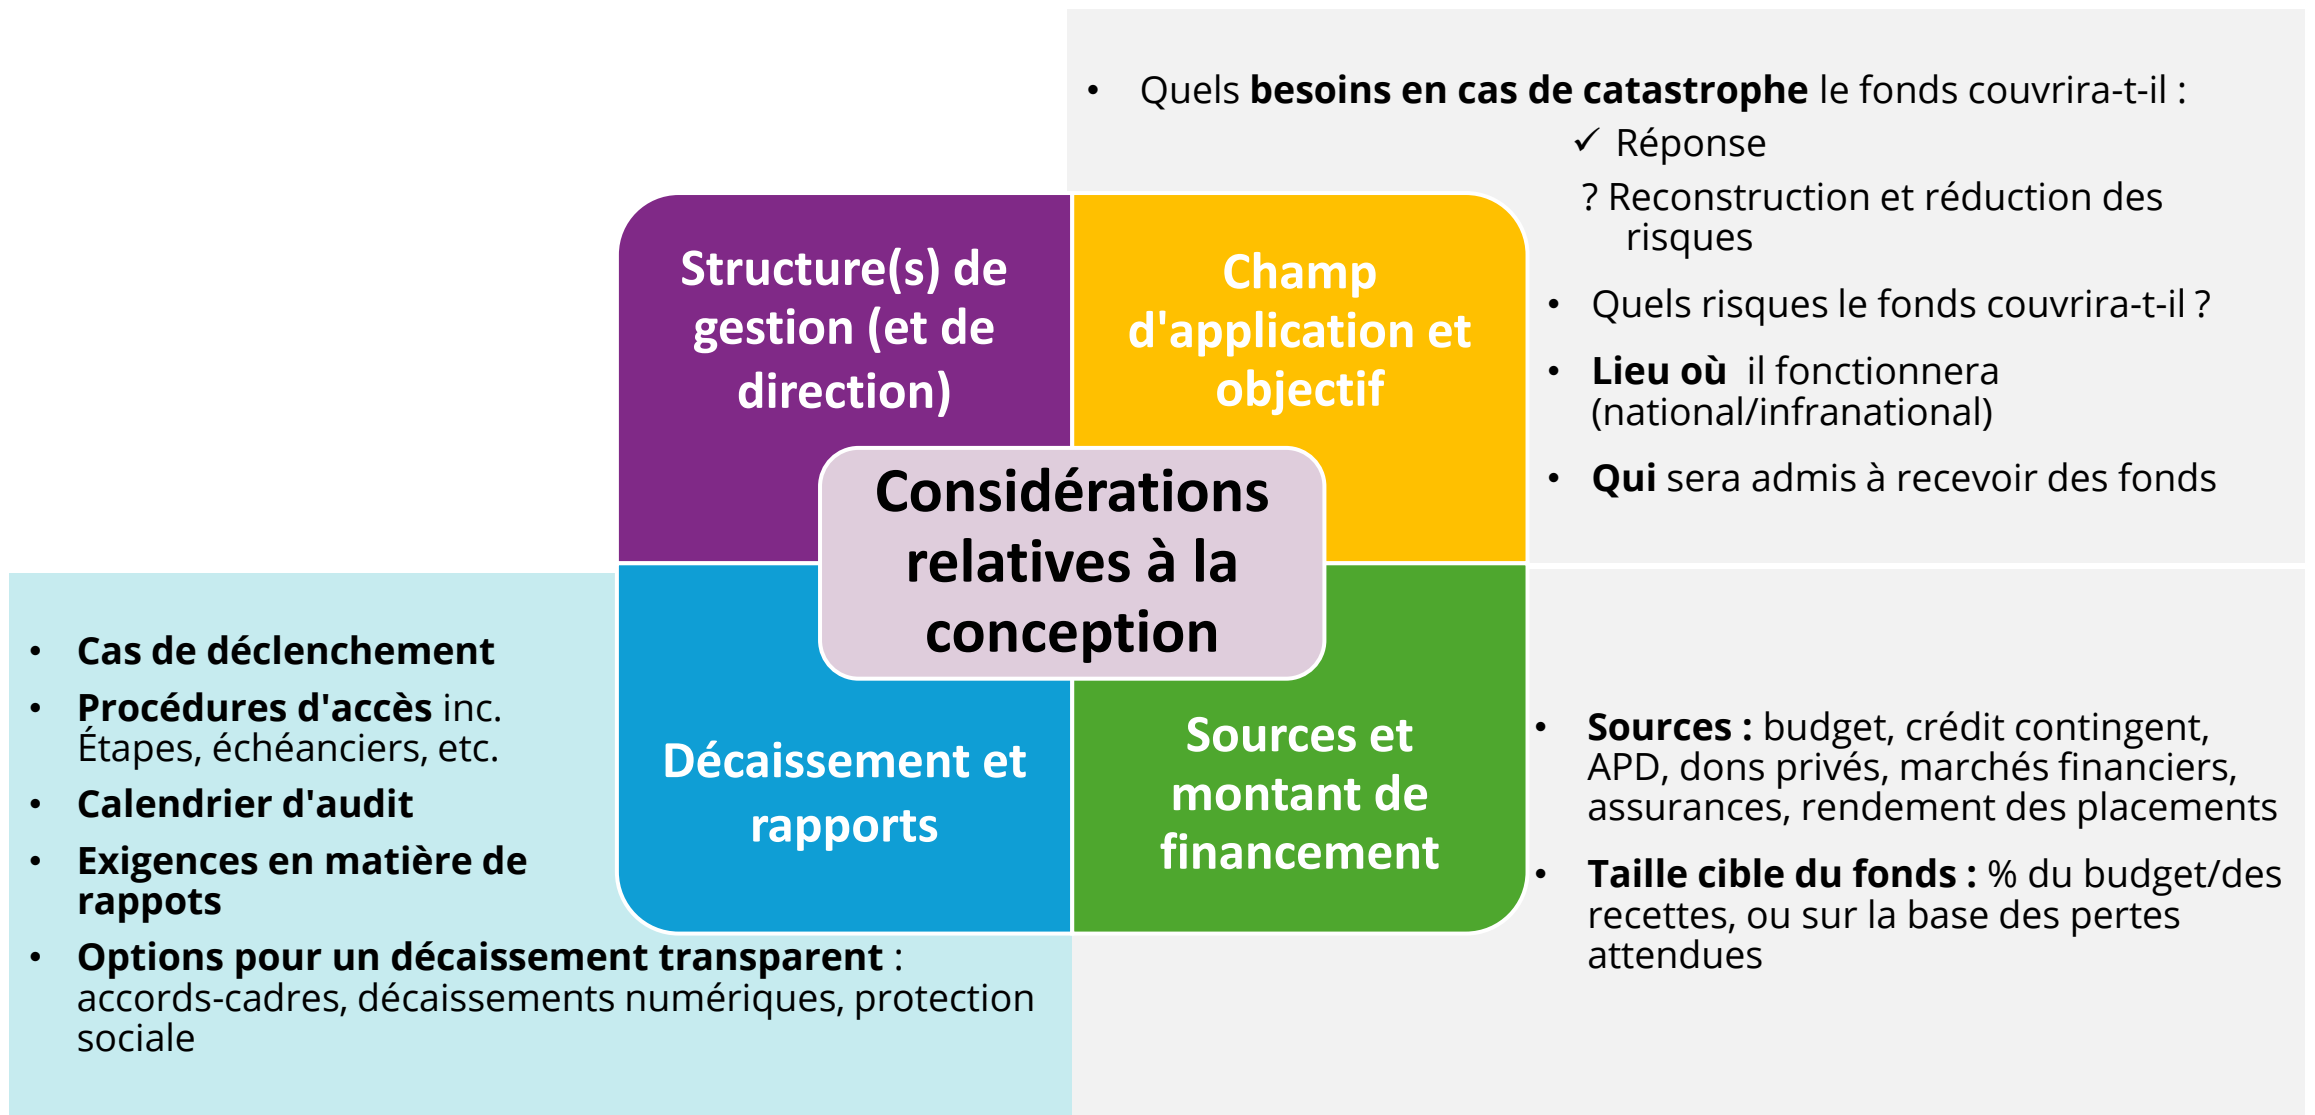 • Quels besoins en cas de catastrophe le fonds couvrira-t-il :
✓ Réponse
? Reconstruction et réduction des
risques
• Quels risques le fonds couvrira-t-il ?
• Lieu où il fonctionnera
(national/infranational)
• Qui sera admis à recevoir des fonds
Structure(s) de
gestion (et de
direction)
Champ
d'application et
objectif
Considérations
relatives à la
conception
Décaissement et
rapports
Sources et
montant de
financement
• Cas de déclenchement
• Procédures d'accès inc.
Étapes, échéanciers, etc.
• Calendrier d'audit
• Exigences en matière de
rappots
• Options pour un décaissement transparent :
accords-cadres, décaissements numériques, protection
sociale
• Sources : budget, crédit contingent,
APD, dons privés, marchés financiers,
assurances, rendement des placements
• Taille cible du fonds : % du budget/des
recettes, ou sur la base des pertes
attendues